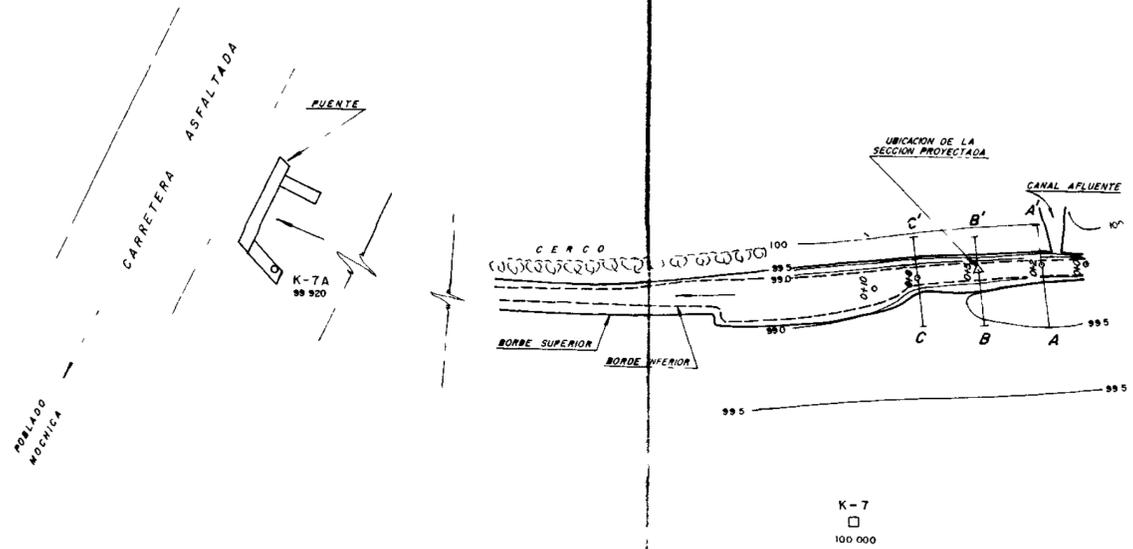 CARRETERA ASFALTADA
PUENTE
K-7A
99 920
POBLADO
MOCHICA
CERCO
BORDE SUPERIOR
BORDE INFERIOR
UBICACION DE LA
SECCION PROYECTADA
CANAL AFLUENTE
C'
B'
A'
100
99.5
99.0
0+10
0+2
99.0
99.5
C
B
A
99.5
99.5
K-7
100 000